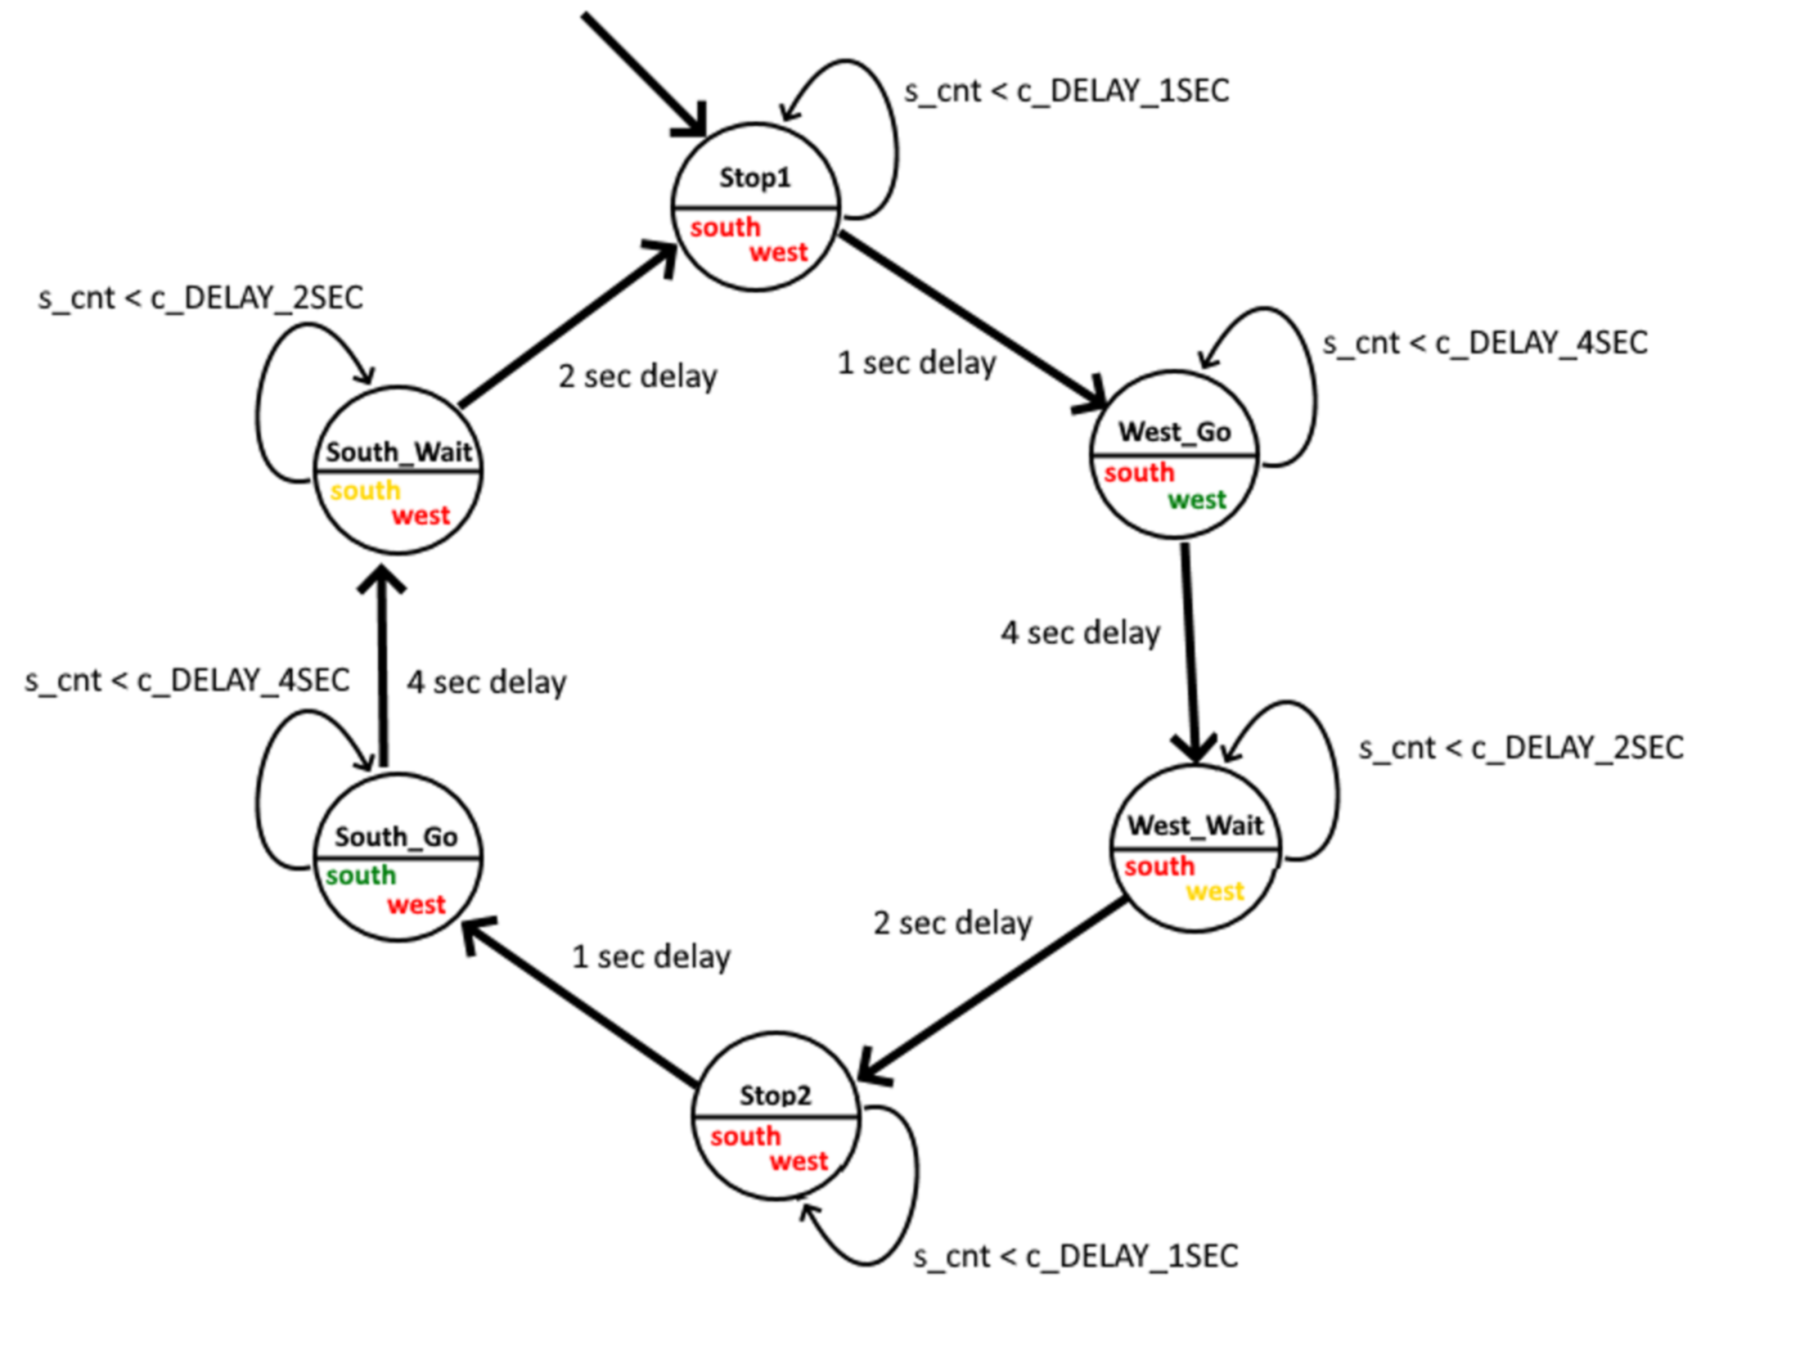 s_cnt < c_DELAY_1SEC
Stop1
south
west
s_cnt < c_DELAY_2SEC
2 sec delay
1 sec delay
s_cnt < c_DELAY_4SEC
South_Wait
south
west
West_Go
south
west
4 sec delay
s_cnt < c_DELAY_4SEC
4 sec delay
s_cnt < c_DELAY_2SEC
South_Go
south
west
West_Wait
south
west
2 sec delay
1 sec delay
Stop2
south
west
s_cnt < c_DELAY_1SEC